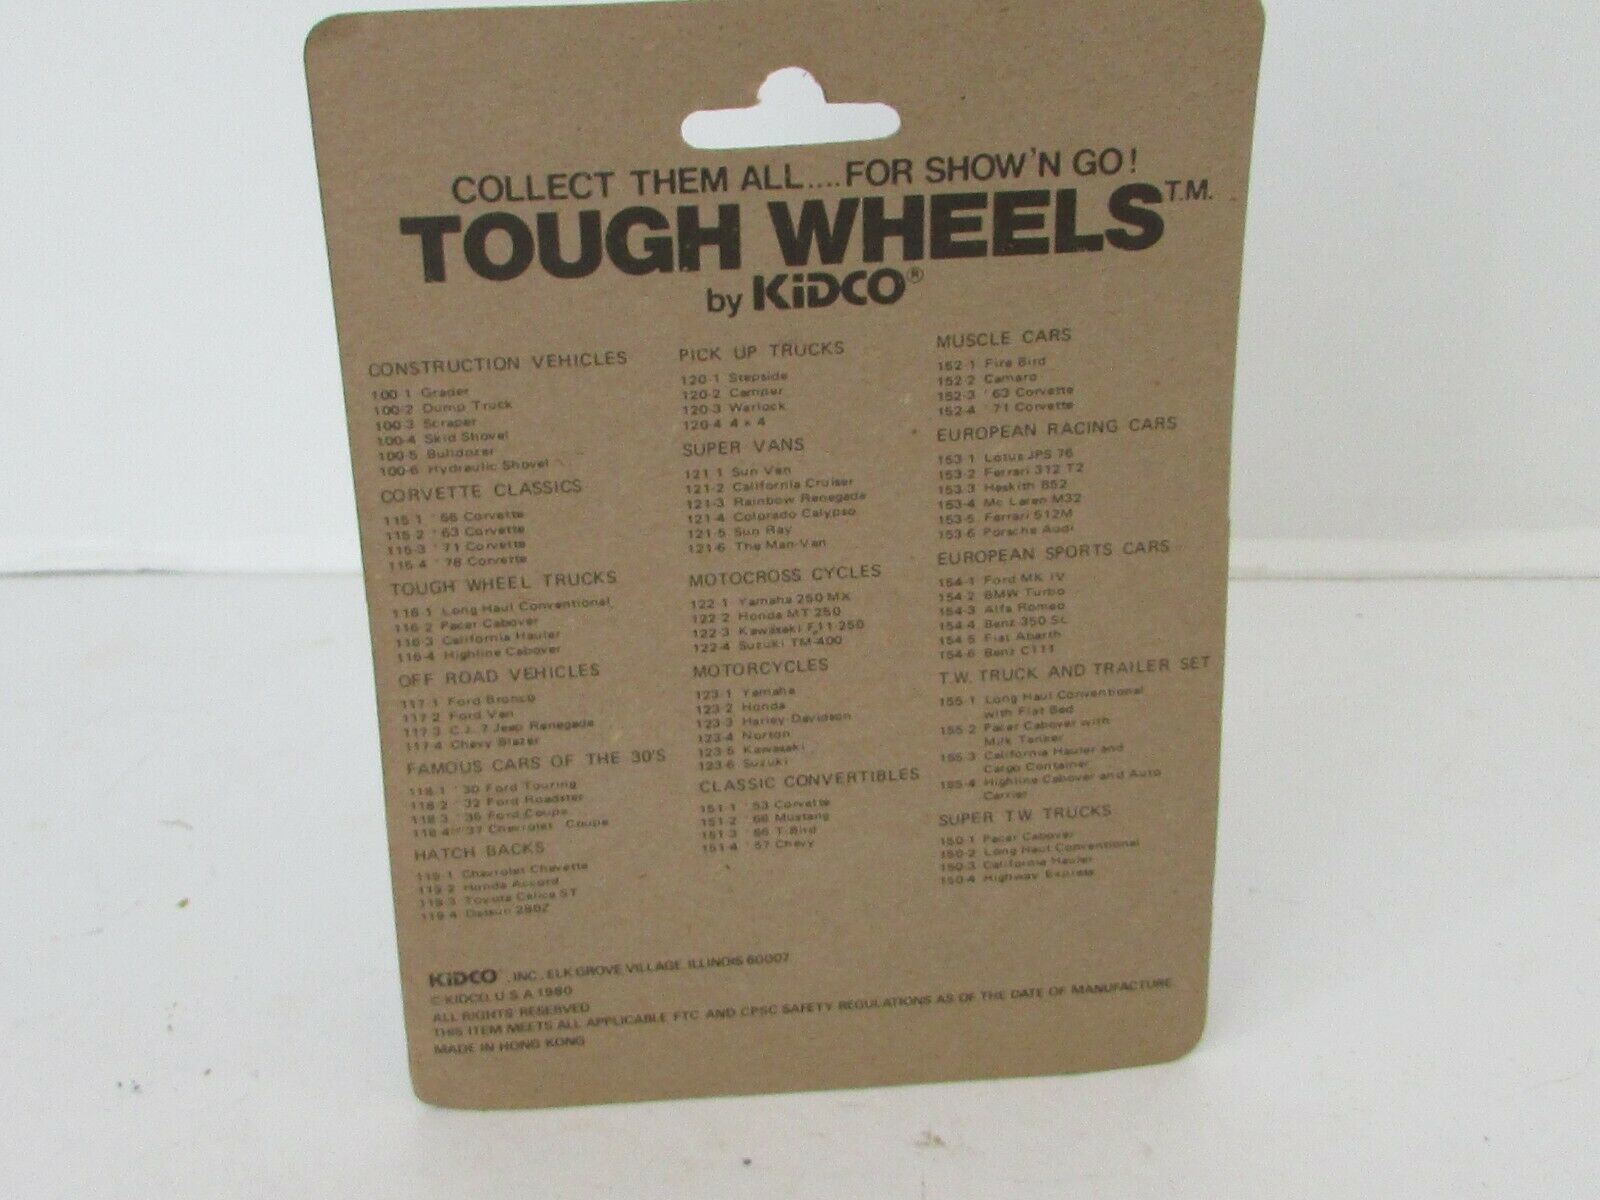 COLLECT THEM ALL....FOR SHOW'N GO!
TOUGH WHEELS T.M.
by KiDCO®
CONSTRUCTION VEHICLES
100-1 Grader
100-2 Dump Truck
100-3 Scraper
100-4 Skid Shovel
100-5 Bulldozer
100-6 Hydraulic Shovel
CORVETTE CLASSICS
115-1 '56 Corvette
115-2 '63 Corvette
115-3 '71 Corvette
115-4 '78 Corvette
TOUGH WHEEL TRUCKS
116-1 Long Haul Conventional
116-2 Pacer Cabover
116-3 California Hauler
116-4 Highline Cabover
OFF ROAD VEHICLES
117-1 Ford Bronco
117-2 Ford Van
117-3 C.J. 7 Jeep Renegade
117-4 Chevy Blazer
FAMOUS CARS OF THE 30'S
118-1 '30 Ford Touring
118-2 '32 Ford Roadster
118-3 '36 Ford Coupe
118-4 '37 Chevrolet Coupe
HATCH BACKS
119-1 Chevrolet Chevette
119-2 Honda Accord
119-3 Toyota Celica ST
119-4 Datsun 280Z
PICK UP TRUCKS
120-1 Stepside
120-2 Camper
120-3 Warlock
120-4 4 x 4
SUPER VANS
121-1 Sun Van
121-2 California Cruiser
121-3 Rainbow Renegade
121-4 Colorado Calypso
121-5 Sun Ray
121-6 The Man-Van
MOTOCROSS CYCLES
122-1 Yamaha 250 MX
122-2 Honda MT 250
122-3 Kawasaki F.11-250
122-4 Suzuki TM-400
MOTORCYCLES
123-1 Yamaha
123-2 Honda
123-3 Harley-Davidson
123-4 Norton
123-5 Kawasaki
123-6 Suzuki
CLASSIC CONVERTIBLES
151-1 '53 Corvette
151-2 '66 Mustang
151-3 '56 T-Bird
151-4 '57 Chevy
MUSCLE CARS
152-1 Fire Bird
152-2 Camaro
152-3 '63 Corvette
152-4 '71 Corvette
EUROPEAN RACING CARS
153-1 Lotus JPS 76
153-2 Ferrari 312 T2
153-3 Heskith 852
153-4 Mc Laren M32
153-5 Ferrari 512M
153-6 Porsche Audi
EUROPEAN SPORTS CARS
154-1 Ford MK IV
154-2 BMW Turbo
154-3 Alfa Romeo
154-4 Benz 350 SL
154-5 Fiat Abarth
154-6 Benz C111
T.W. TRUCK AND TRAILER SET
155-1 Long Haul Conventional
with Flat Bed
155-2 Pacer Cabover with
Milk Tanker
155-3 California Hauler and
Cargo Container
155-4 Highline Cabover and Auto
Carrier
SUPER T.W. TRUCKS
150-1 Pacer Cabover
150-2 Long Haul Conventional
150-3 California Hauler
150-4 Highway Express
KiDCO, INC. ELK GROVE VILLAGE, ILLINOIS 60007
© KIDCO, U.S.A. 1980
ALL RIGHTS RESERVED
THIS ITEM MEETS ALL APPLICABLE FTC AND CPSC SAFETY REGULATIONS AS OF THE DATE OF MANUFACTURE
MADE IN HONG KONG